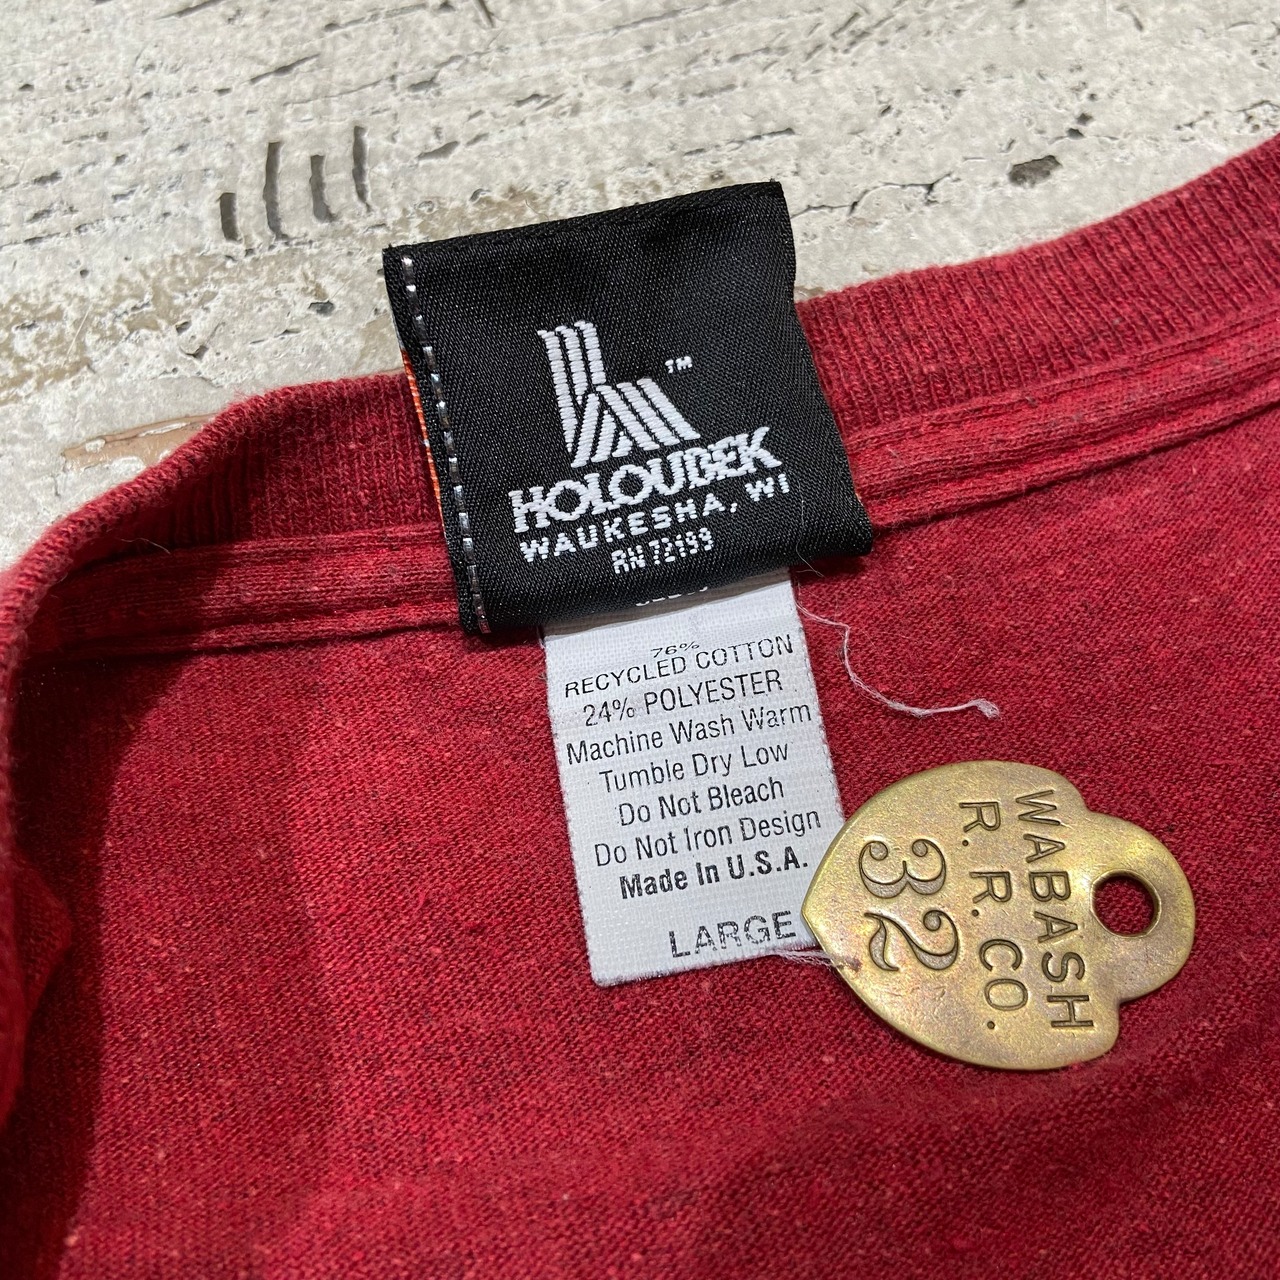 TM
HOLOUBEK
WAUKESHA, WI
RN 72199
76%
RECYCLED COTTON
24% POLYESTER
Machine Wash Warm
Tumble Dry Low
Do Not Bleach
Do Not Iron Design
Made In U.S.A.
LARGE
WABASH
R. R. CO.
32